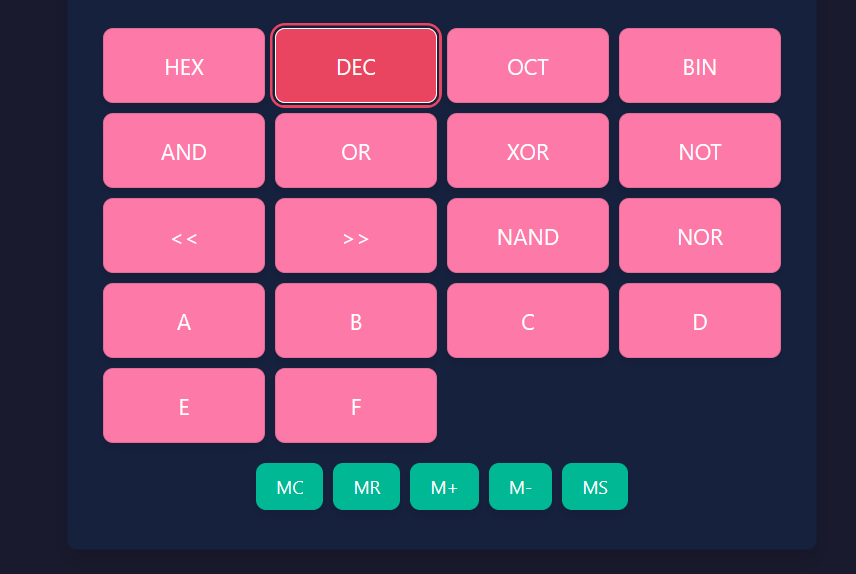 HEX DEC OCT BIN
AND OR XOR NOT
<< >> NAND NOR
A B C D
E F
MC MR M+ M- MS